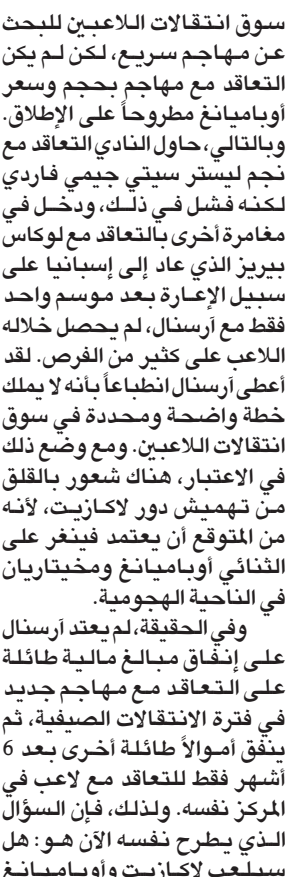 سوق انتقالات اللاعبين للبحث
عن مهاجم سريع، لكن لم يكن
التعاقد مع مهاجم بحجم وسعر
أوباميانغ مطروحاً على الإطلاق.
وبالتالي، حاول النادي التعاقد مع
نجم ليستر سيتي جيمي فاردي
لكنه فشل في ذلك، ودخل في
مغامرة أخرى بالتعاقد مع لوكاس
بيريز الذي عاد إلى إسبانيا على
سبيل الإعارة بعد موسم واحد
فقط مع آرسنال، لم يحصل خلاله
اللاعب على كثير من الفرص. لقد
أعطى آرسنال انطباعاً بأنه لا يملك
خطة واضحة ومحددة في سوق
انتقالات اللاعبين. ومع وضع ذلك
في الاعتبار، هناك شعور بالقلق
من تهميش دور لاكازيت، لأنه
من المتوقع أن يعتمد فينغر على
الثنائي أوباميانغ ومخيتاريان
في الناحية الهجومية.
وفي الحقيقة، لم يعتد آرسنال
على إنفاق مبالغ مالية طائلة
على التعاقد مع مهاجم جديد
في فترة الانتقالات الصيفية، ثم
ينفق أموالاً طائلة أخرى بعد 6
أشهر فقط للتعاقد مع لاعب في
المركز نفسه. ولذلك، فإن السؤال
الذي يطرح نفسه الآن هو: هل
سيلعب لاكازيت وأوباميانغ